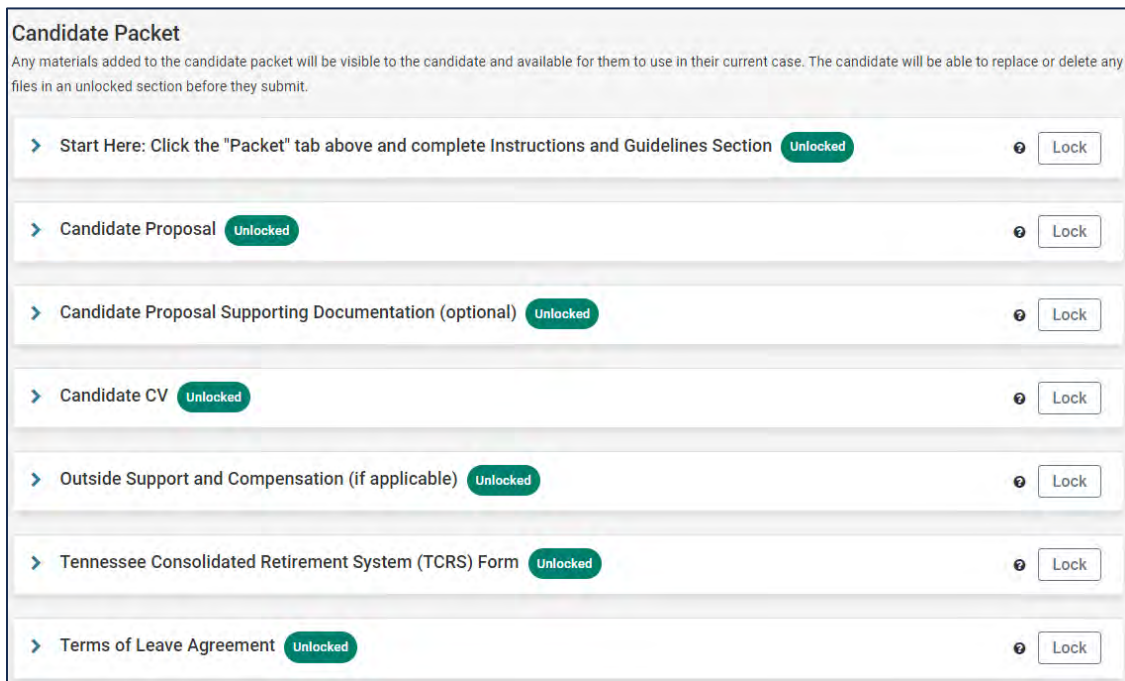 Candidate Packet
Any materials added to the candidate packet will be visible to the candidate and available for them to use in their current case. The candidate will be able to replace or delete any
files in an unlocked section before they submit.
Start Here: Click the "Packet" tab above and complete Instructions and Guidelines Section Unlocked ? Lock
Candidate Proposal Unlocked ? Lock
Candidate Proposal Supporting Documentation (optional) Unlocked ? Lock
Candidate CV Unlocked ? Lock
Outside Support and Compensation (if applicable) Unlocked ? Lock
Tennessee Consolidated Retirement System (TCRS) Form Unlocked ? Lock
Terms of Leave Agreement Unlocked ? Lock